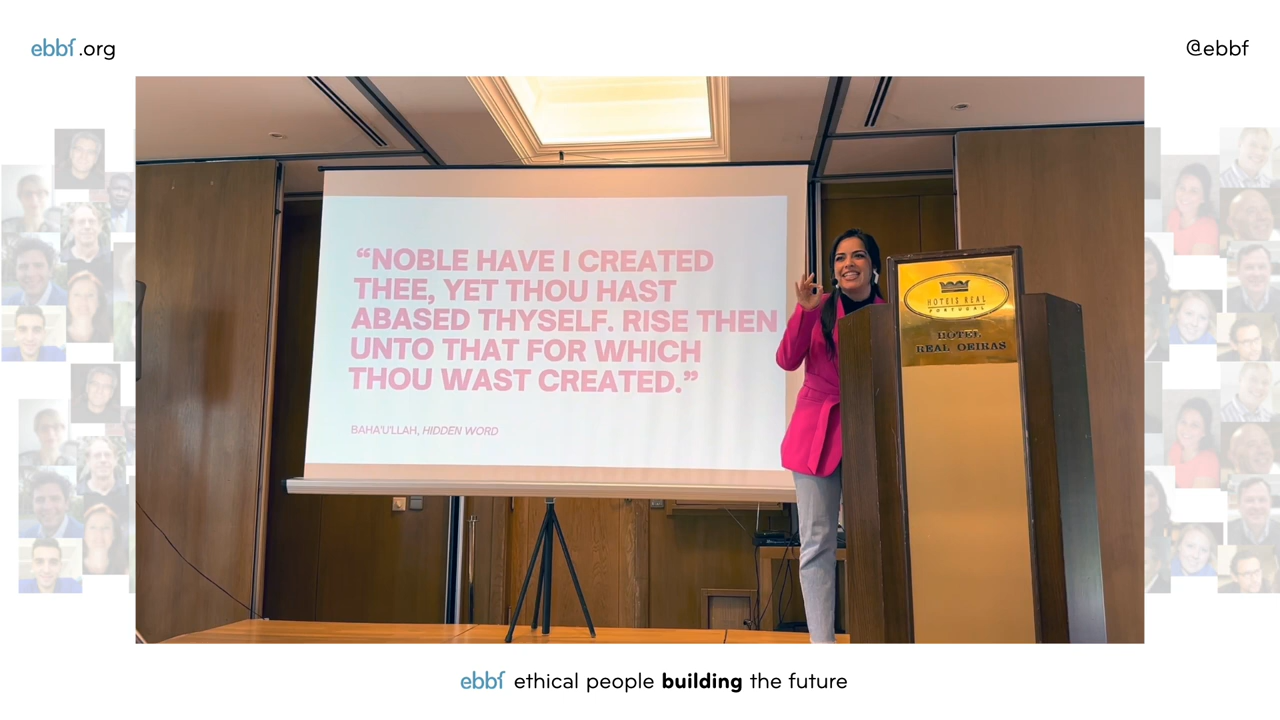 ebbf.org
@ebbf
“NOBLE HAVE I CREATED
THEE, YET THOU HAST
ABASED THYSELF. RISE THEN
UNTO THAT FOR WHICH
THOU WAST CREATED.”
BAHA'U'LLAH, HIDDEN WORD
HOTEIS REAL
PORTUGAL
HOTEL
REAL OEIRAS
ebbf ethical people building the future